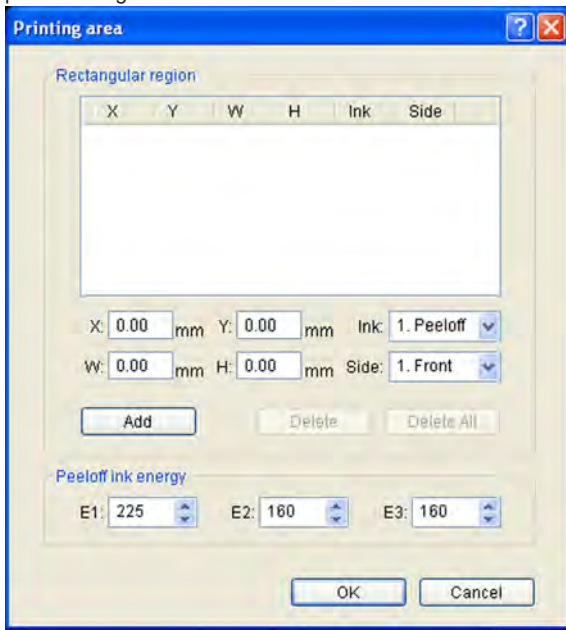 Printing area
Rectangular region
X Y W H Ink Side
X: 0.00 mm Y: 0.00 mm Ink: 1. Peeloff
W: 0.00 mm H: 0.00 mm Side: 1. Front
Add Delete Delete All
Peeloff ink energy
E1: 225 E2: 160 E3: 160
OK Cancel